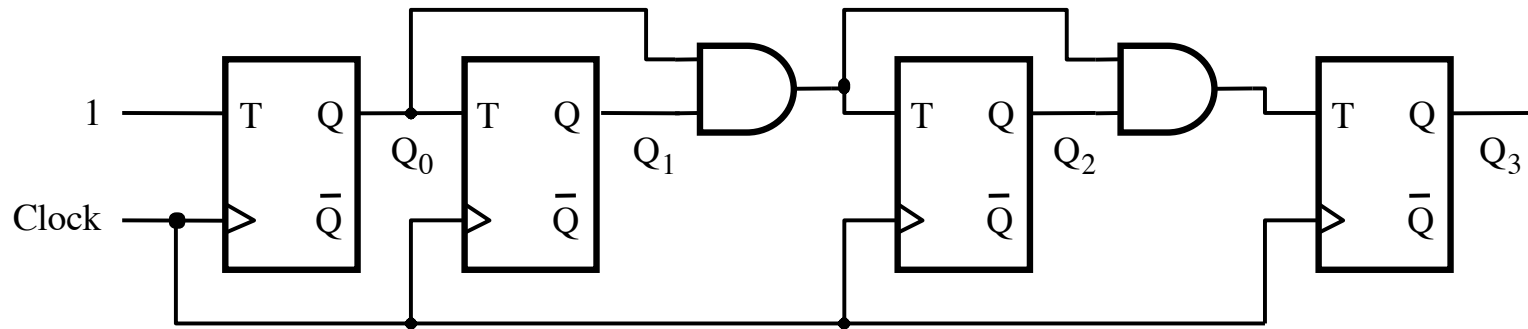 1 T Q T Q T Q T Q
Q₀ Q₁ Q₂ Q₃
Clock Q̅ Q̅ Q̅ Q̅